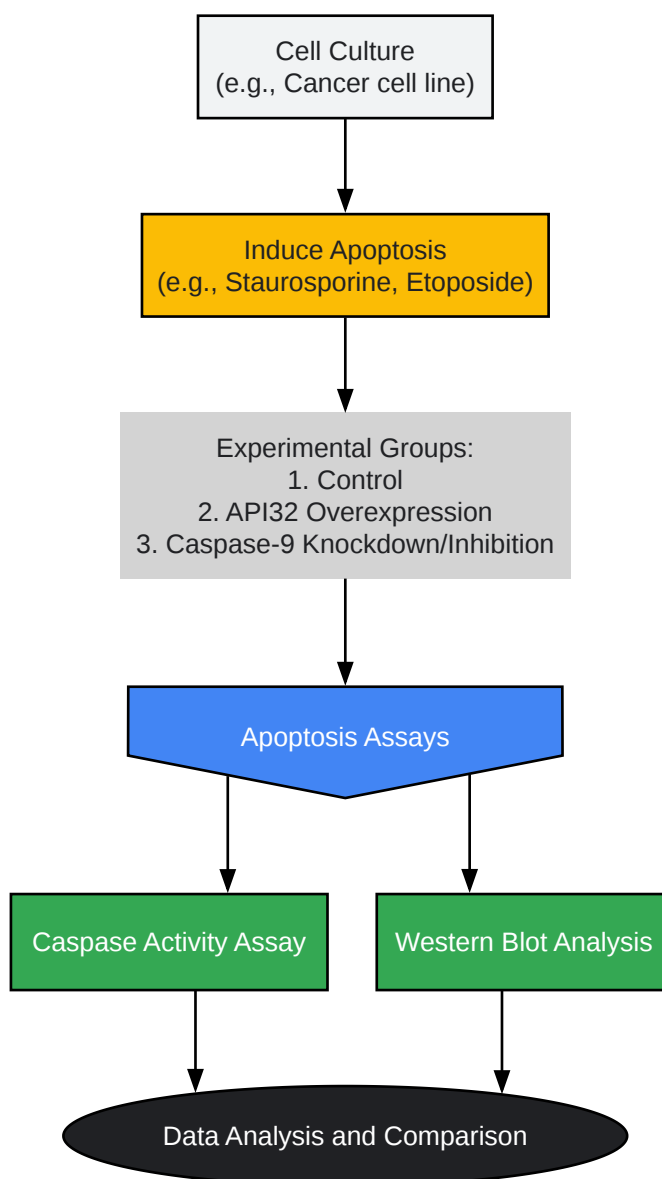 Cell Culture
(e.g., Cancer cell line)
Induce Apoptosis
(e.g., Staurosporine, Etoposide)
Experimental Groups:
1. Control
2. API32 Overexpression
3. Caspase-9 Knockdown/Inhibition
Apoptosis Assays
Caspase Activity Assay
Western Blot Analysis
Data Analysis and Comparison